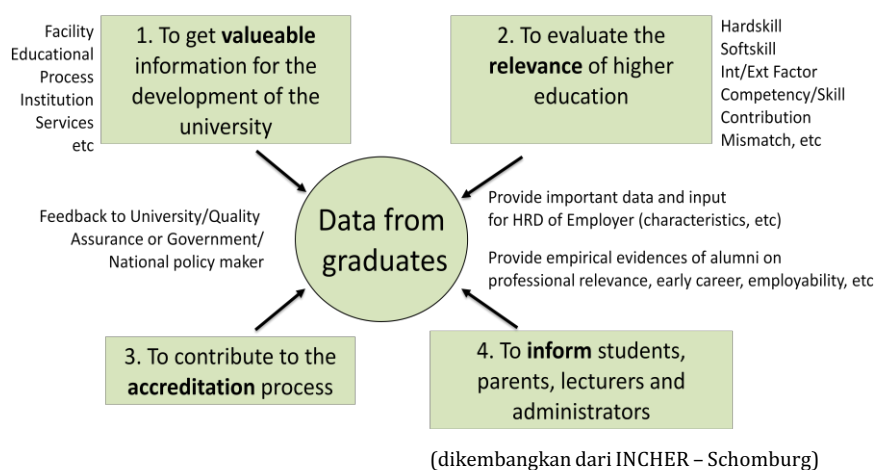 Facility
Educational
Process
Institution
Services
etc
1. To get valueable
information for the
development of the
university
2. To evaluate the
relevance of higher
education
Hardskill
Softskill
Int/Ext Factor
Competency/Skill
Contribution
Mismatch, etc
Feedback to University/Quality
Assurance or Government/
National policy maker
Data from
graduates
Provide important data and input
for HRD of Employer (characteristics, etc)
Provide empirical evidences of alumni on
professional relevance, early career, employability, etc
3. To contribute to the
accreditation process
4. To inform students,
parents, lecturers and
administrators
(dikembangkan dari INCHER – Schomburg)